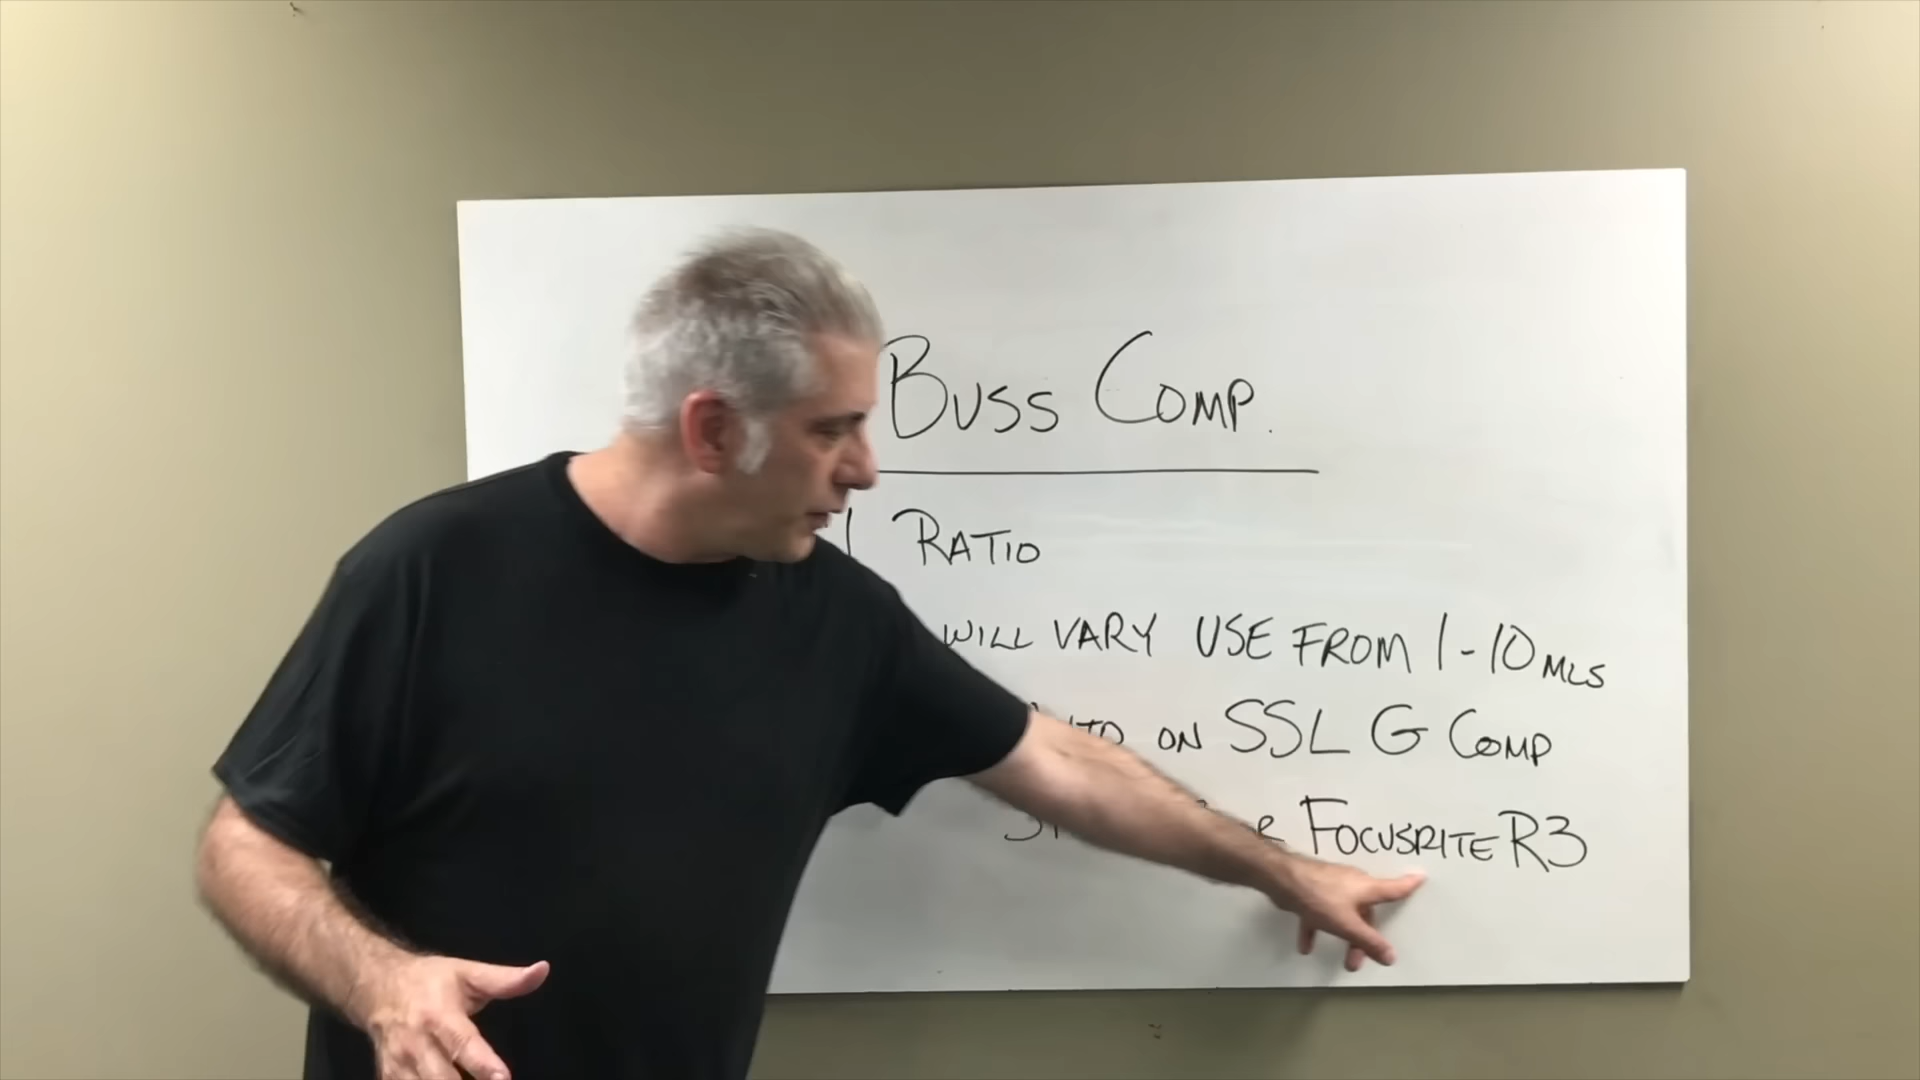 Buss Comp.
Ratio
will vary use from 1-10 mls
on SSL G Comp
Focusrite R3